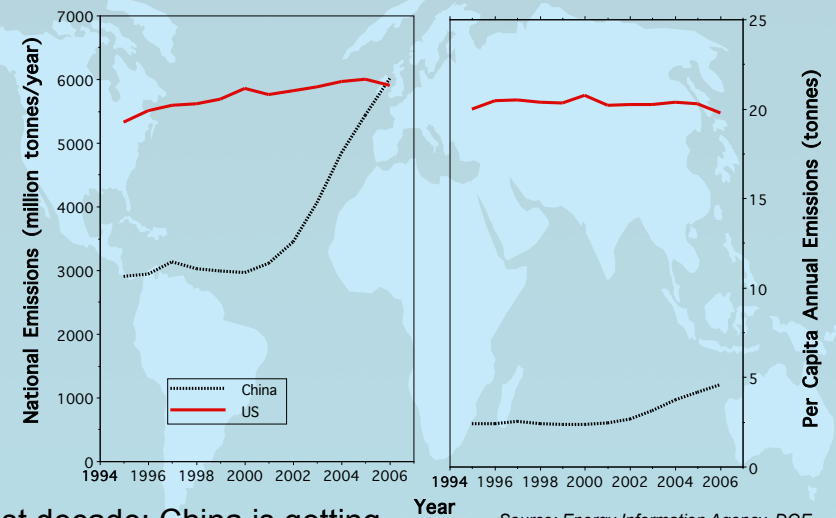 National Emissions (million tonnes/year)
7000
6000
5000
4000
3000
2000
1000
0
China
US
1994 1996 1998 2000 2002 2004 2006
25
20
15
10
5
0
Per Capita Annual Emissions (tonnes)
1994 1996 1998 2000 2002 2004 2006
Year
decade: China is getting
Source: Energy Information Agency, DOE